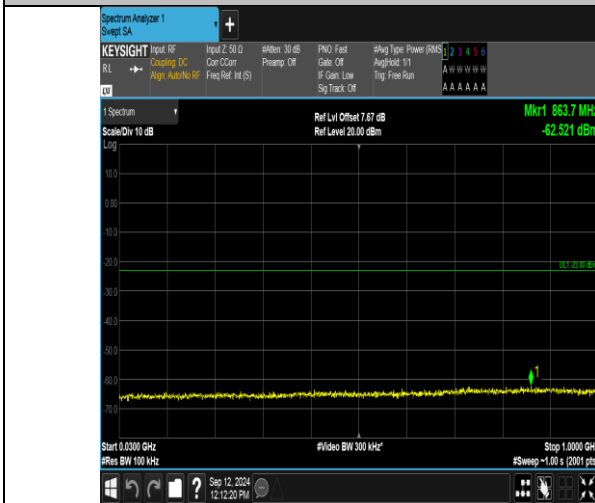 Spectrum Analyzer 1
Swept SA
+
KEYSIGHT Input: RF Input Z: 50 Ω #Atten: 30 dB PNO: Fast #Avg Type: Power (RMS 1 2 3 4 5 6
RL Coupling: DC Corr CCorr Preamp: Off Gate: Off Avg|Hold: 1/1 A W W W W W
Align: Auto/No RF Freq Ref: Int (S) IF Gain: Low Trig: Free Run
Sig Track: Off A A A A A A
1 Spectrum
Ref Lvl Offset 7.67 dB Mkr1 863.7 MHz
Scale/Div 10 dB Ref Level 20.00 dBm -62.521 dBm
Log
10.0
0.00
-10.0
-20.0
DL1 -23.00 dBm
-30.0
-40.0
-50.0
1
-60.0
-70.0
Start 0.0300 GHz #Video BW 300 kHz* Stop 1.0000 GH
#Res BW 100 kHz #Sweep ~1.00 s (2001 pts
? Sep 12, 2024
12:12:20 PM